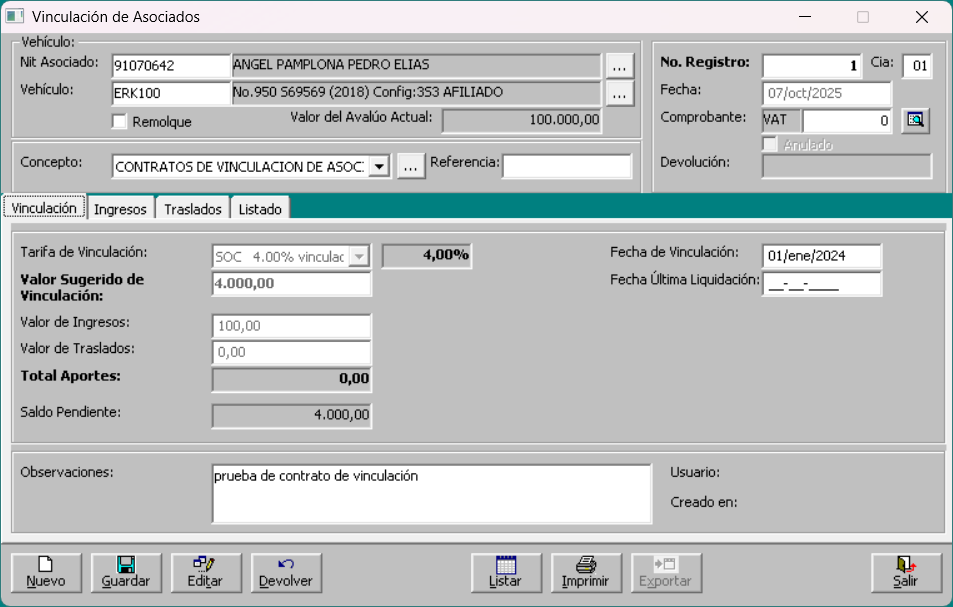 Vinculación de Asociados
Vehículo:
Nit Asociado: 91070642 ANGEL PAMPLONA PEDRO ELIAS ...
Vehículo: ERK100 No.950 S69569 (2018) Config:3S3 AFILIADO ...
Remolque Valor del Avalúo Actual: 100.000,00
Concepto: CONTRATOS DE VINCULACION DE ASOC: ... Referencia:
No. Registro: 1 Cia: 01
Fecha: 07/oct/2025
Comprobante: VAT 0
Anulado
Devolución:
Vinculación Ingresos Traslados Listado
Tarifa de Vinculación: SOC 4.00% vinculac 4,00%
Valor Sugerido de
Vinculación: 4.000,00
Valor de Ingresos: 100,00
Valor de Traslados: 0,00
Total Aportes: 0,00
Saldo Pendiente: 4.000,00
Fecha de Vinculación: 01/ene/2024
Fecha Última Liquidación: __-__-____
Observaciones: prueba de contrato de vinculación
Usuario:
Creado en:
Nuevo Guardar Editar Devolver Listar Imprimir Exportar Salir